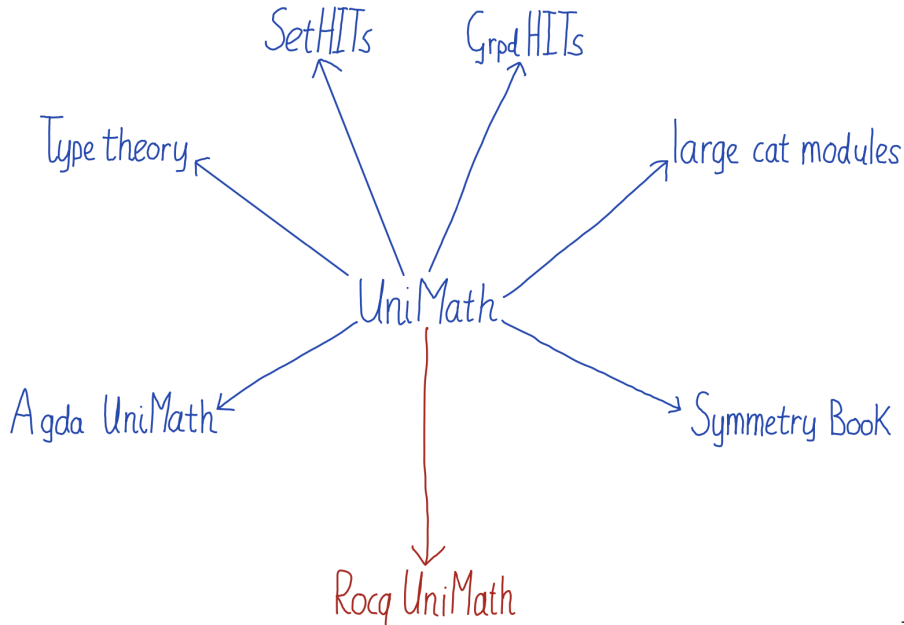 SetHITs
GrpdHITs
Type theory
large cat modules
UniMath
Agda UniMath
Symmetry Book
Rocq UniMath